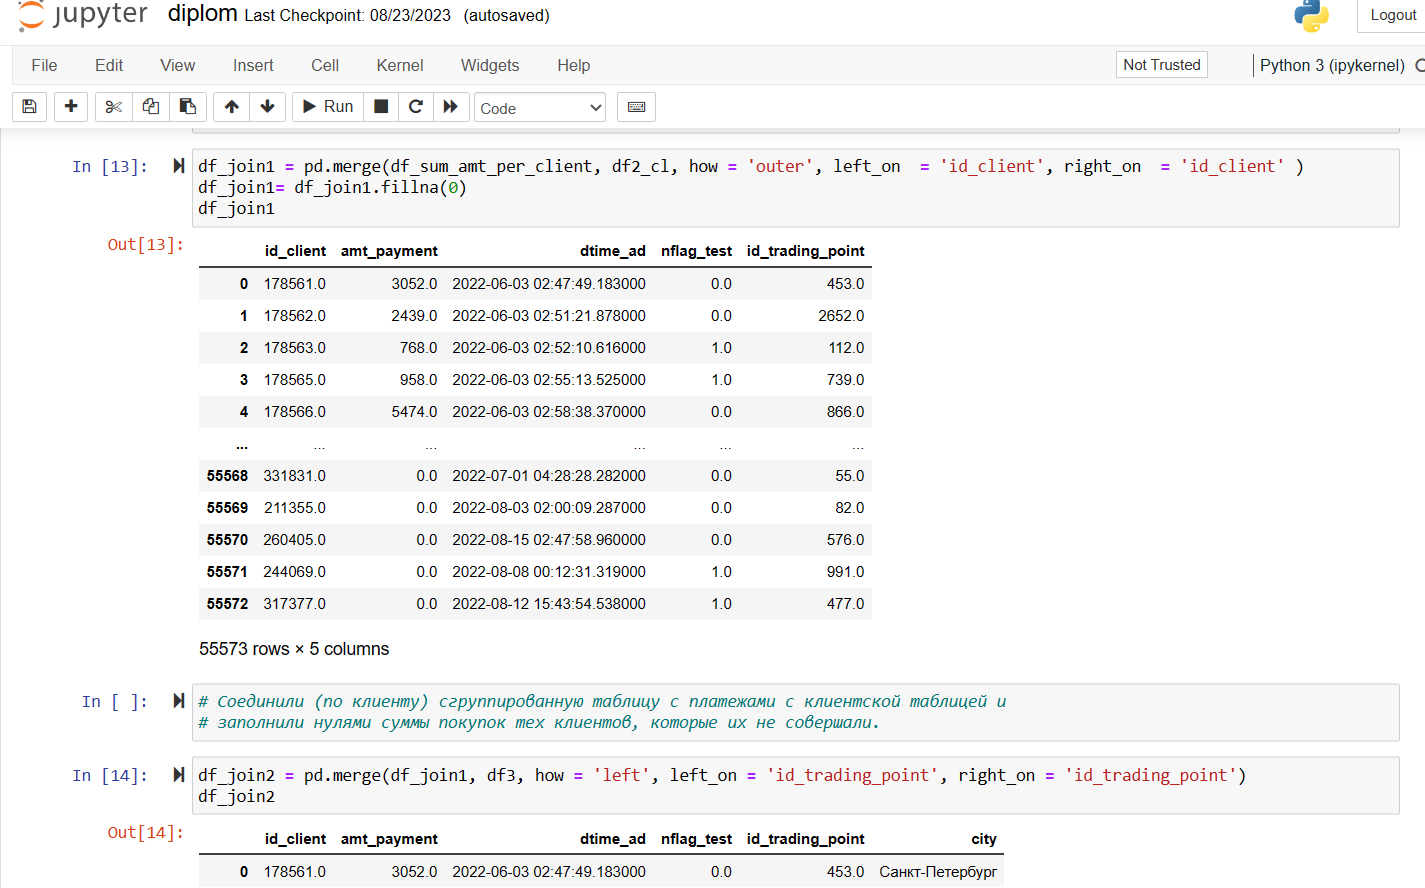 jupyter diplom Last Checkpoint: 08/23/2023 (autosaved) Logout
File Edit View Insert Cell Kernel Widgets Help Not Trusted Python 3 (ipykernel)
Run Code
In [13]: df_join1 = pd.merge(df_sum_amt_per_client, df2_cl, how = 'outer', left_on  = 'id_client', right_on  = 'id_client' )
df_join1= df_join1.fillna(0)
df_join1
Out[13]:
id_client amt_payment dtime_ad nflag_test id_trading_point
0 178561.0 3052.0 2022-06-03 02:47:49.183000 0.0 453.0
1 178562.0 2439.0 2022-06-03 02:51:21.878000 0.0 2652.0
2 178563.0 768.0 2022-06-03 02:52:10.616000 1.0 112.0
3 178565.0 958.0 2022-06-03 02:55:13.525000 1.0 739.0
4 178566.0 5474.0 2022-06-03 02:58:38.370000 0.0 866.0
... ... ... ... ... ...
55568 331831.0 0.0 2022-07-01 04:28:28.282000 0.0 55.0
55569 211355.0 0.0 2022-08-03 02:00:09.287000 0.0 82.0
55570 260405.0 0.0 2022-08-15 02:47:58.960000 0.0 576.0
55571 244069.0 0.0 2022-08-08 00:12:31.319000 1.0 991.0
55572 317377.0 0.0 2022-08-12 15:43:54.538000 1.0 477.0
55573 rows × 5 columns
In [ ]: # Соединили (по клиенту) сгруппированную таблицу с платежами с клиентской таблицей и
# заполнили нулями суммы покупок тех клиентов, которые их не совершали.
In [14]: df_join2 = pd.merge(df_join1, df3, how = 'left', left_on = 'id_trading_point', right_on = 'id_trading_point')
df_join2
Out[14]:
id_client amt_payment dtime_ad nflag_test id_trading_point city
0 178561.0 3052.0 2022-06-03 02:47:49.183000 0.0 453.0 Санкт-Петербург